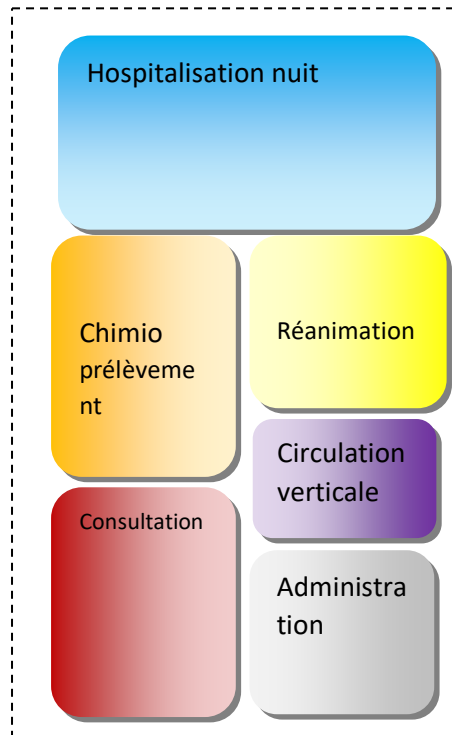 Hospitalisation nuit
Chimio
prélèveme
nt
Réanimation
Circulation
verticale
Consultation
Administra
tion